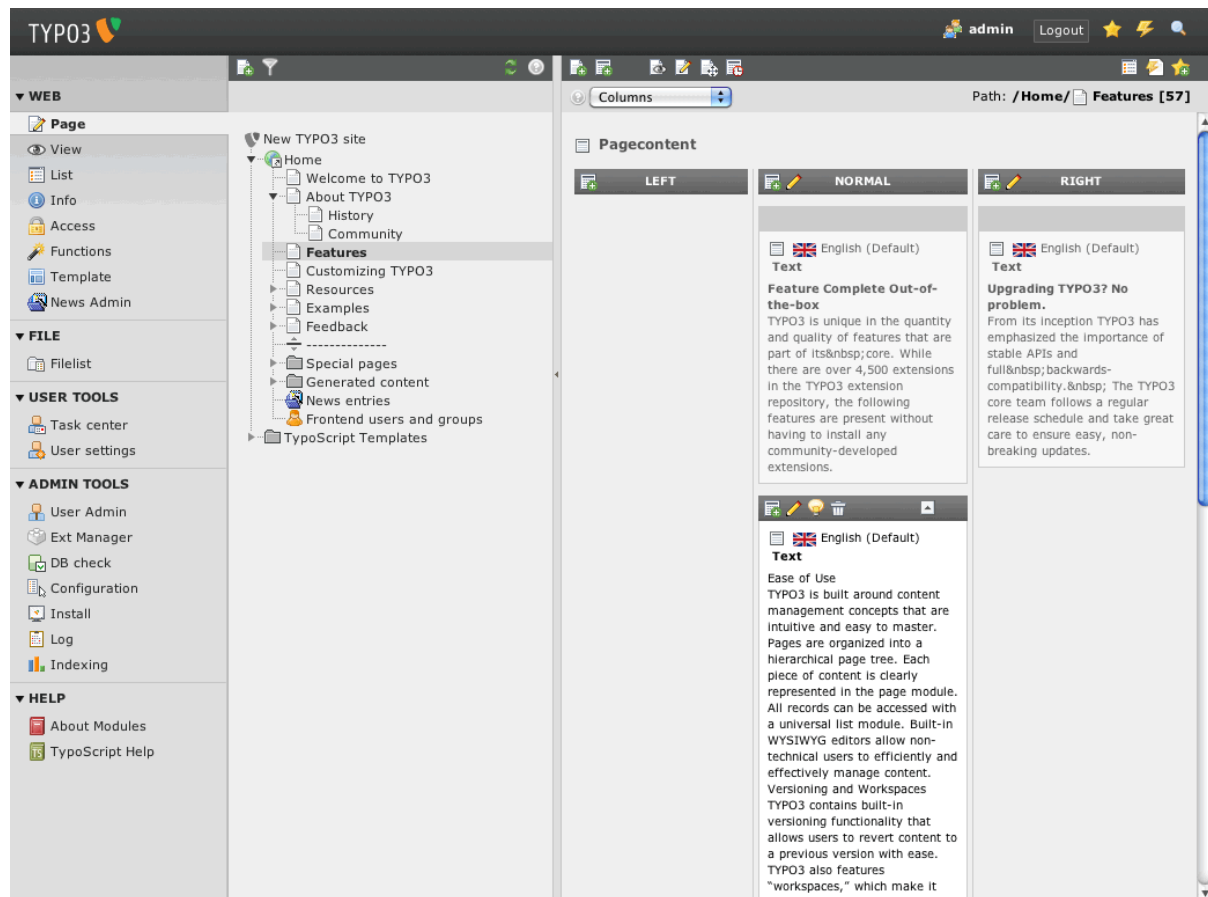 TYPO3
admin
Logout
WEB
Page
View
List
Info
Access
Functions
Template
News Admin
FILE
Filelist
USER TOOLS
Task center
User settings
ADMIN TOOLS
User Admin
Ext Manager
DB check
Configuration
Install
Log
Indexing
HELP
About Modules
TypoScript Help
New TYPO3 site
Home
Welcome to TYPO3
About TYPO3
History
Community
Features
Customizing TYPO3
Resources
Examples
Feedback
--------------
Special pages
Generated content
News entries
Frontend users and groups
TypoScript Templates
Columns
Path: /Home/ Features [57]
Pagecontent
LEFT
NORMAL
English (Default)
Text
Feature Complete Out-of-
the-box
TYPO3 is unique in the quantity
and quality of features that are
part of its&nbsp;core. While
there are over 4,500 extensions
in the TYPO3 extension
repository, the following
features are present without
having to install any
community-developed
extensions.
English (Default)
Text
Ease of Use
TYPO3 is built around content
management concepts that are
intuitive and easy to master.
Pages are organized into a
hierarchical page tree. Each
piece of content is clearly
represented in the page module.
All records can be accessed with
a universal list module. Built-in
WYSIWYG editors allow non-
technical users to efficiently and
effectively manage content.
Versioning and Workspaces
TYPO3 contains built-in
versioning functionality that
allows users to revert content to
a previous version with ease.
TYPO3 also features
“workspaces,” which make it
RIGHT
English (Default)
Text
Upgrading TYPO3? No
problem.
From its inception TYPO3 has
emphasized the importance of
stable APIs and
full&nbsp;backwards-
compatibility.&nbsp; The TYPO3
core team follows a regular
release schedule and take great
care to ensure easy, non-
breaking updates.